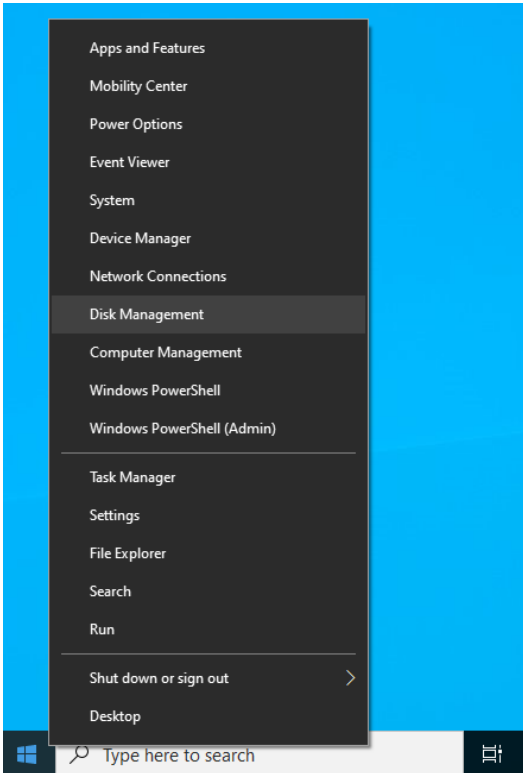 Apps and Features
Mobility Center
Power Options
Event Viewer
System
Device Manager
Network Connections
Disk Management
Computer Management
Windows PowerShell
Windows PowerShell (Admin)
Task Manager
Settings
File Explorer
Search
Run
Shut down or sign out
Desktop
Type here to search